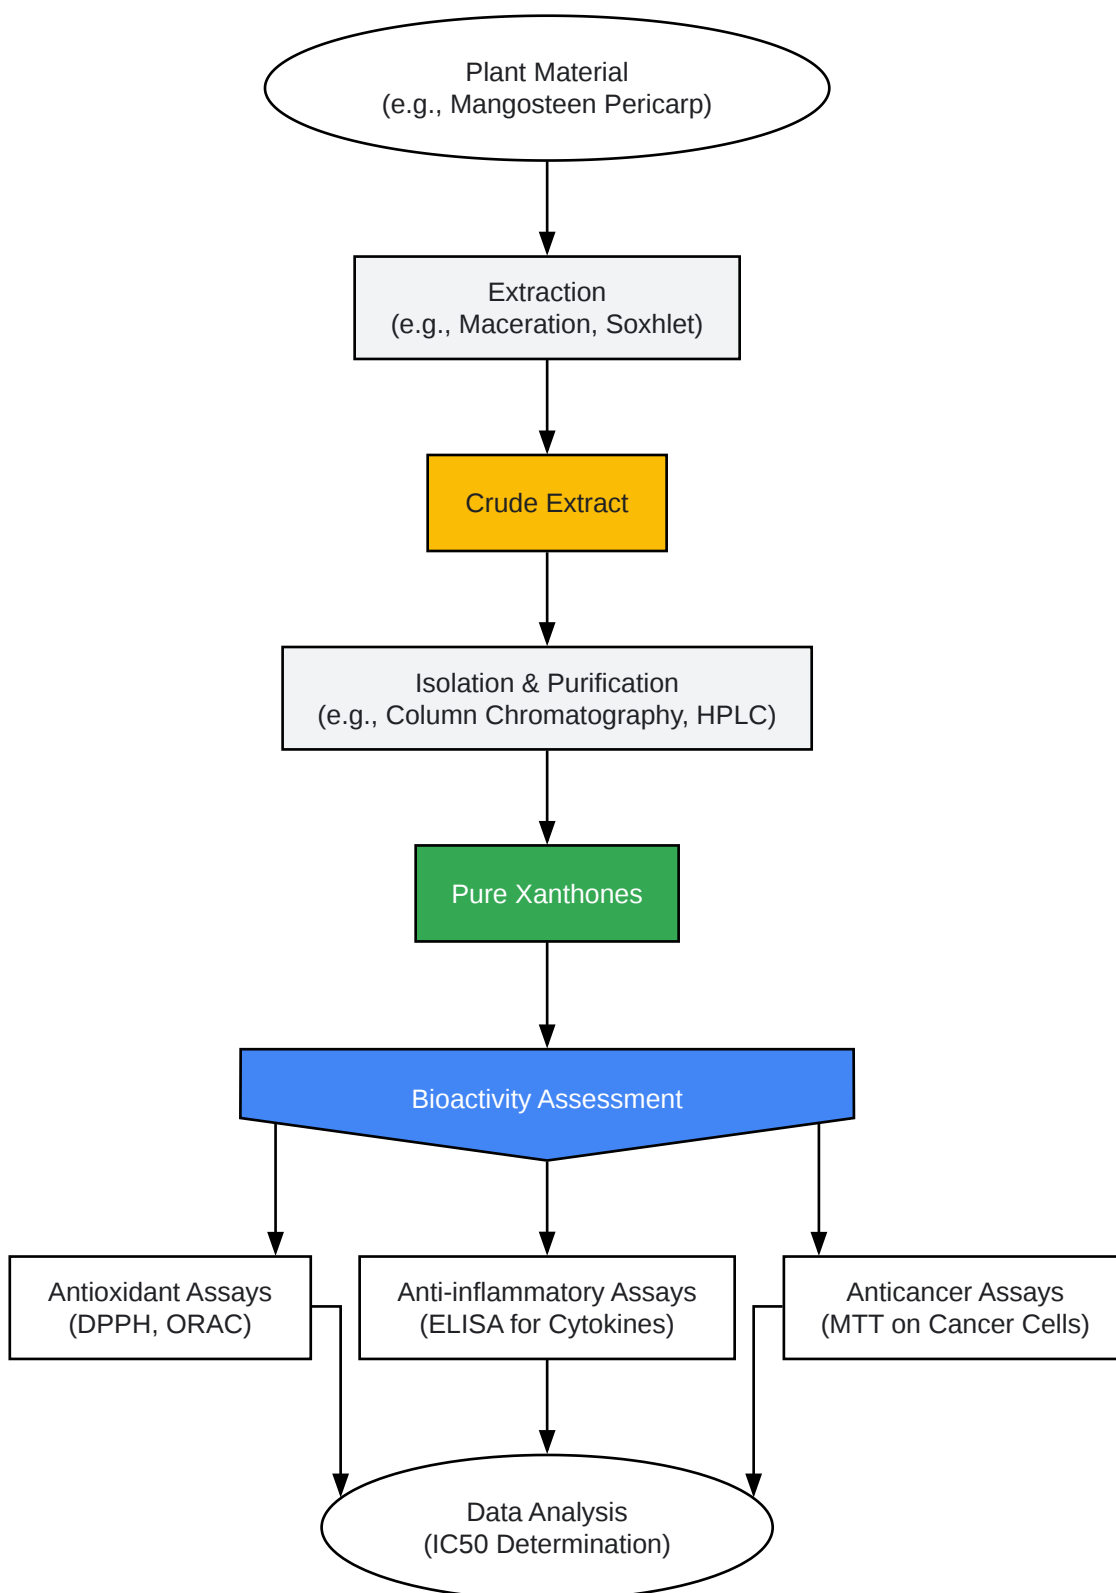 Plant Material
(e.g., Mangosteen Pericarp)
Extraction
(e.g., Maceration, Soxhlet)
Crude Extract
Isolation & Purification
(e.g., Column Chromatography, HPLC)
Pure Xanthones
Bioactivity Assessment
Antioxidant Assays
(DPPH, ORAC)
Anti-inflammatory Assays
(ELISA for Cytokines)
Anticancer Assays
(MTT on Cancer Cells)
Data Analysis
(IC50 Determination)